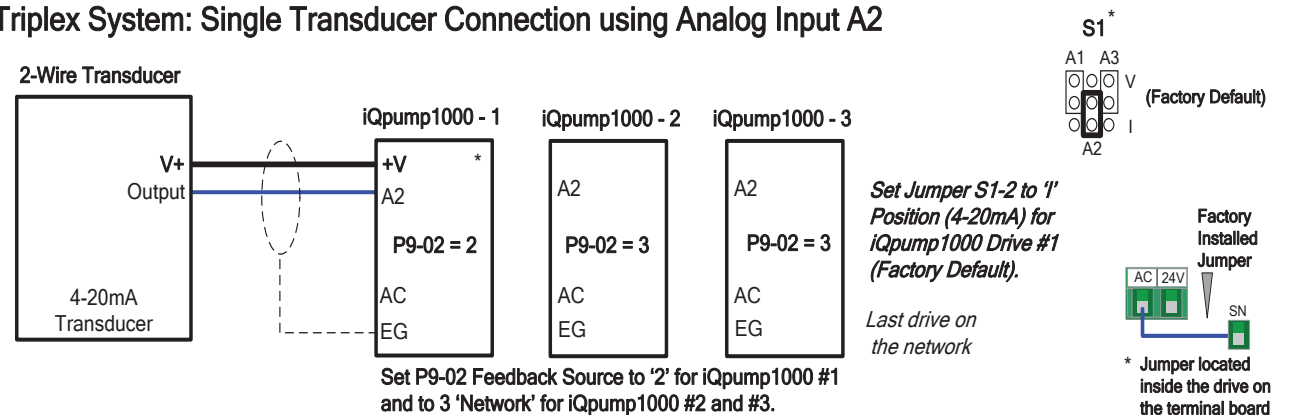 Triplex System: Single Transducer Connection using Analog Input A2
2-Wire Transducer
V+
Output
4-20mA
Transducer
iQpump1000 - 1
+V *
A2
P9-02 = 2
AC
EG
iQpump1000 - 2
A2
P9-02 = 3
AC
EG
iQpump1000 - 3
A2
P9-02 = 3
AC
EG
Set P9-02 Feedback Source to ‘2’ for iQpump1000 #1
and to 3 ‘Network’ for iQpump1000 #2 and #3.
Set Jumper S1-2 to ‘I’
Position (4-20mA) for
iQpump1000 Drive #1
(Factory Default).
Last drive on
the network
S1*
A1 A3
V
(Factory Default)
I
A2
Factory
Installed
Jumper
AC 24V
SN
* Jumper located
inside the drive on
the terminal board